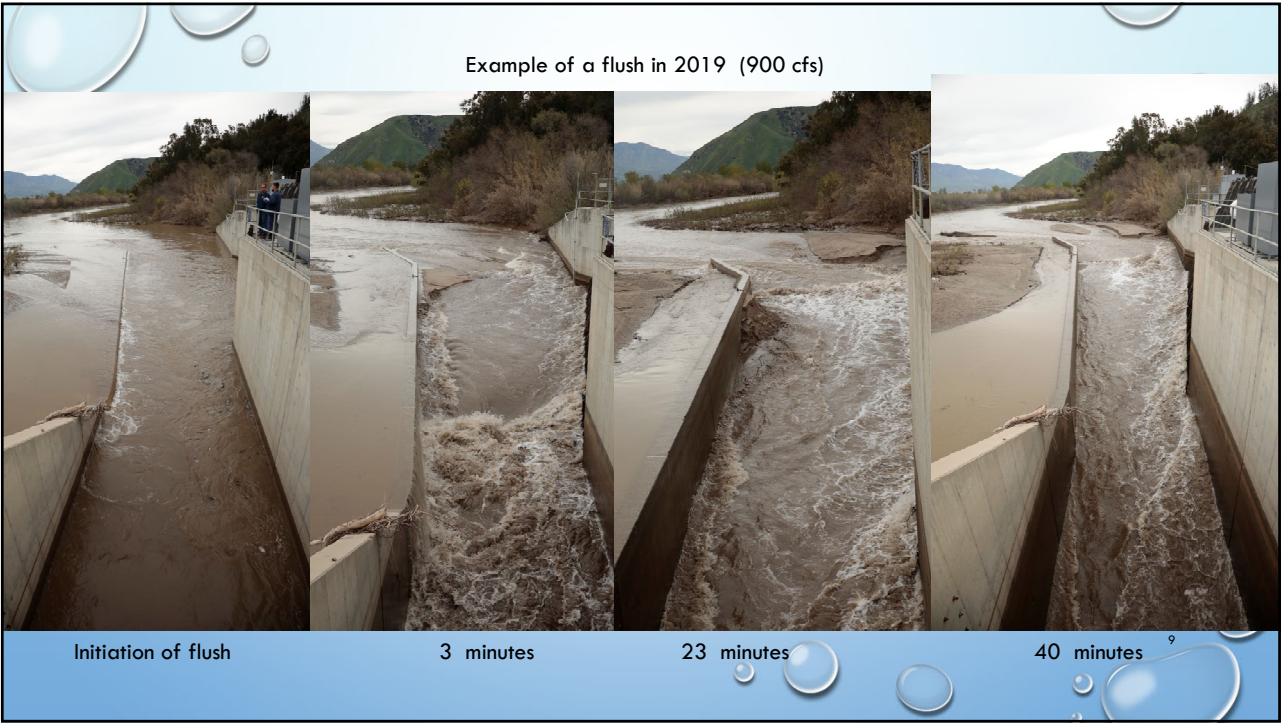 Example of a flush in 2019 (900 cfs)
Initiation of flush
3 minutes
23 minutes
40 minutes
9